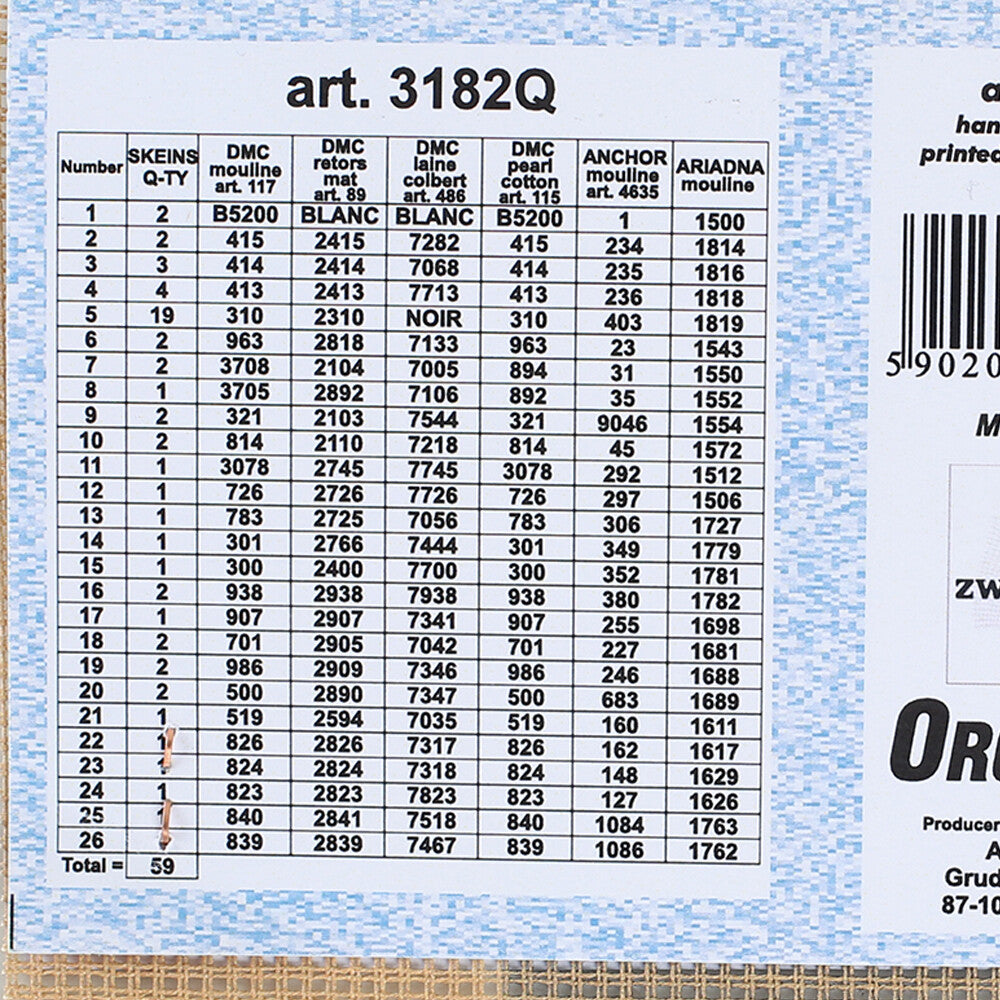 art. 3182Q
Number SKEINS Q-TY DMC mouline art. 117 DMC retors mat art. 89 DMC laine colbert art. 486 DMC pearl cotton art. 115 ANCHOR mouline art. 4635 ARIADNA mouline
1 2 B5200 BLANC BLANC B5200 1 1500
2 2 415 2415 7282 415 234 1814
3 3 414 2414 7068 414 235 1816
4 4 413 2413 7713 413 236 1818
5 19 310 2310 NOIR 310 403 1819
6 2 963 2818 7133 963 23 1543
7 2 3708 2104 7005 894 31 1550
8 1 3705 2892 7106 892 35 1552
9 2 321 2103 7544 321 9046 1554
10 2 814 2110 7218 814 45 1572
11 1 3078 2745 7745 3078 292 1512
12 1 726 2726 7726 726 297 1506
13 1 783 2725 7056 783 306 1727
14 1 301 2766 7444 301 349 1779
15 1 300 2400 7700 300 352 1781
16 2 938 2938 7938 938 380 1782
17 1 907 2907 7341 907 255 1698
18 2 701 2905 7042 701 227 1681
19 2 986 2909 7346 986 246 1688
20 2 500 2890 7347 500 683 1689
21 1 519 2594 7035 519 160 1611
22 1 826 2826 7317 826 162 1617
23 824 2824 7318 824 148 1629
24 1 823 2823 7823 823 127 1626
25 840 2841 7518 840 1084 1763
26 839 2839 7467 839 1086 1762
Total = 59
a
han
printed
5 9020
M
zw
ORC
Producer
A
Grud
87-10